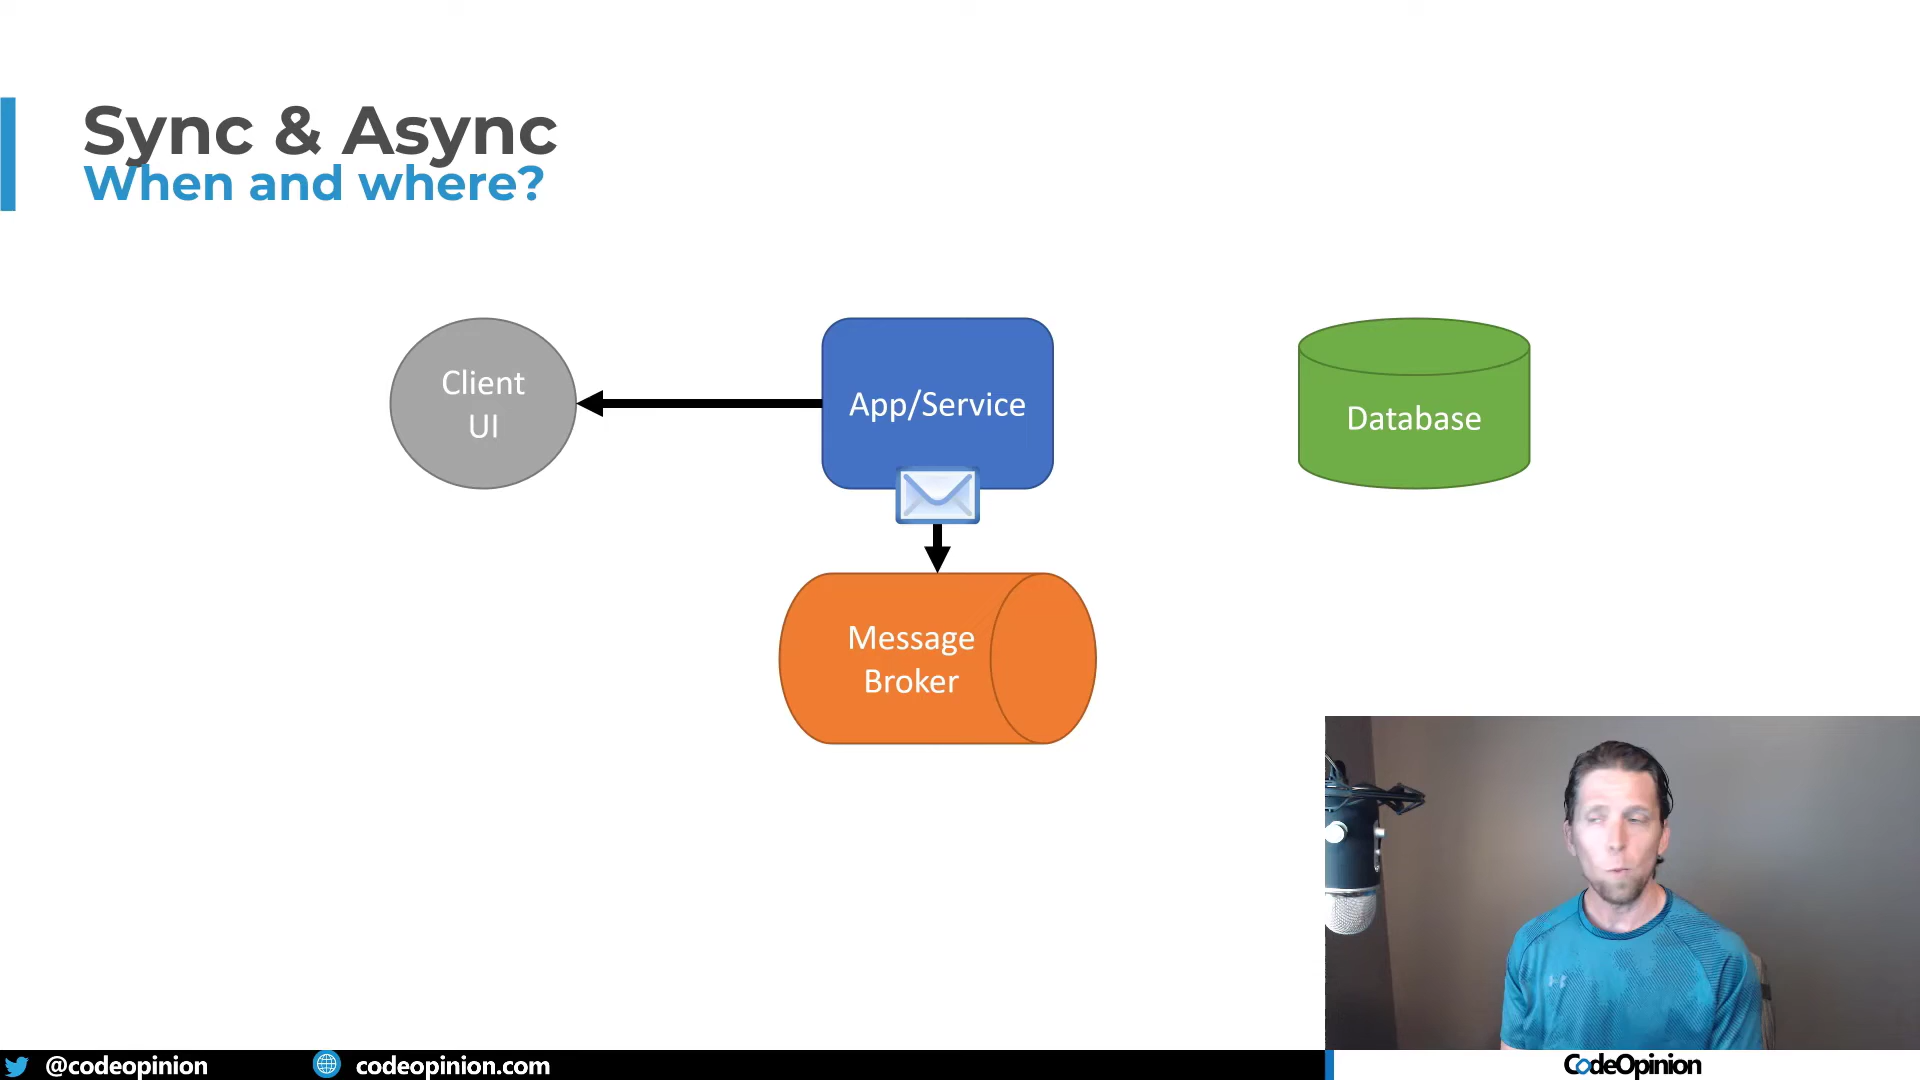 Sync & Async
When and where?
Client
UI
App/Service
Database
Message
Broker
@codeopinion
codeopinion.com
CodeOpinion